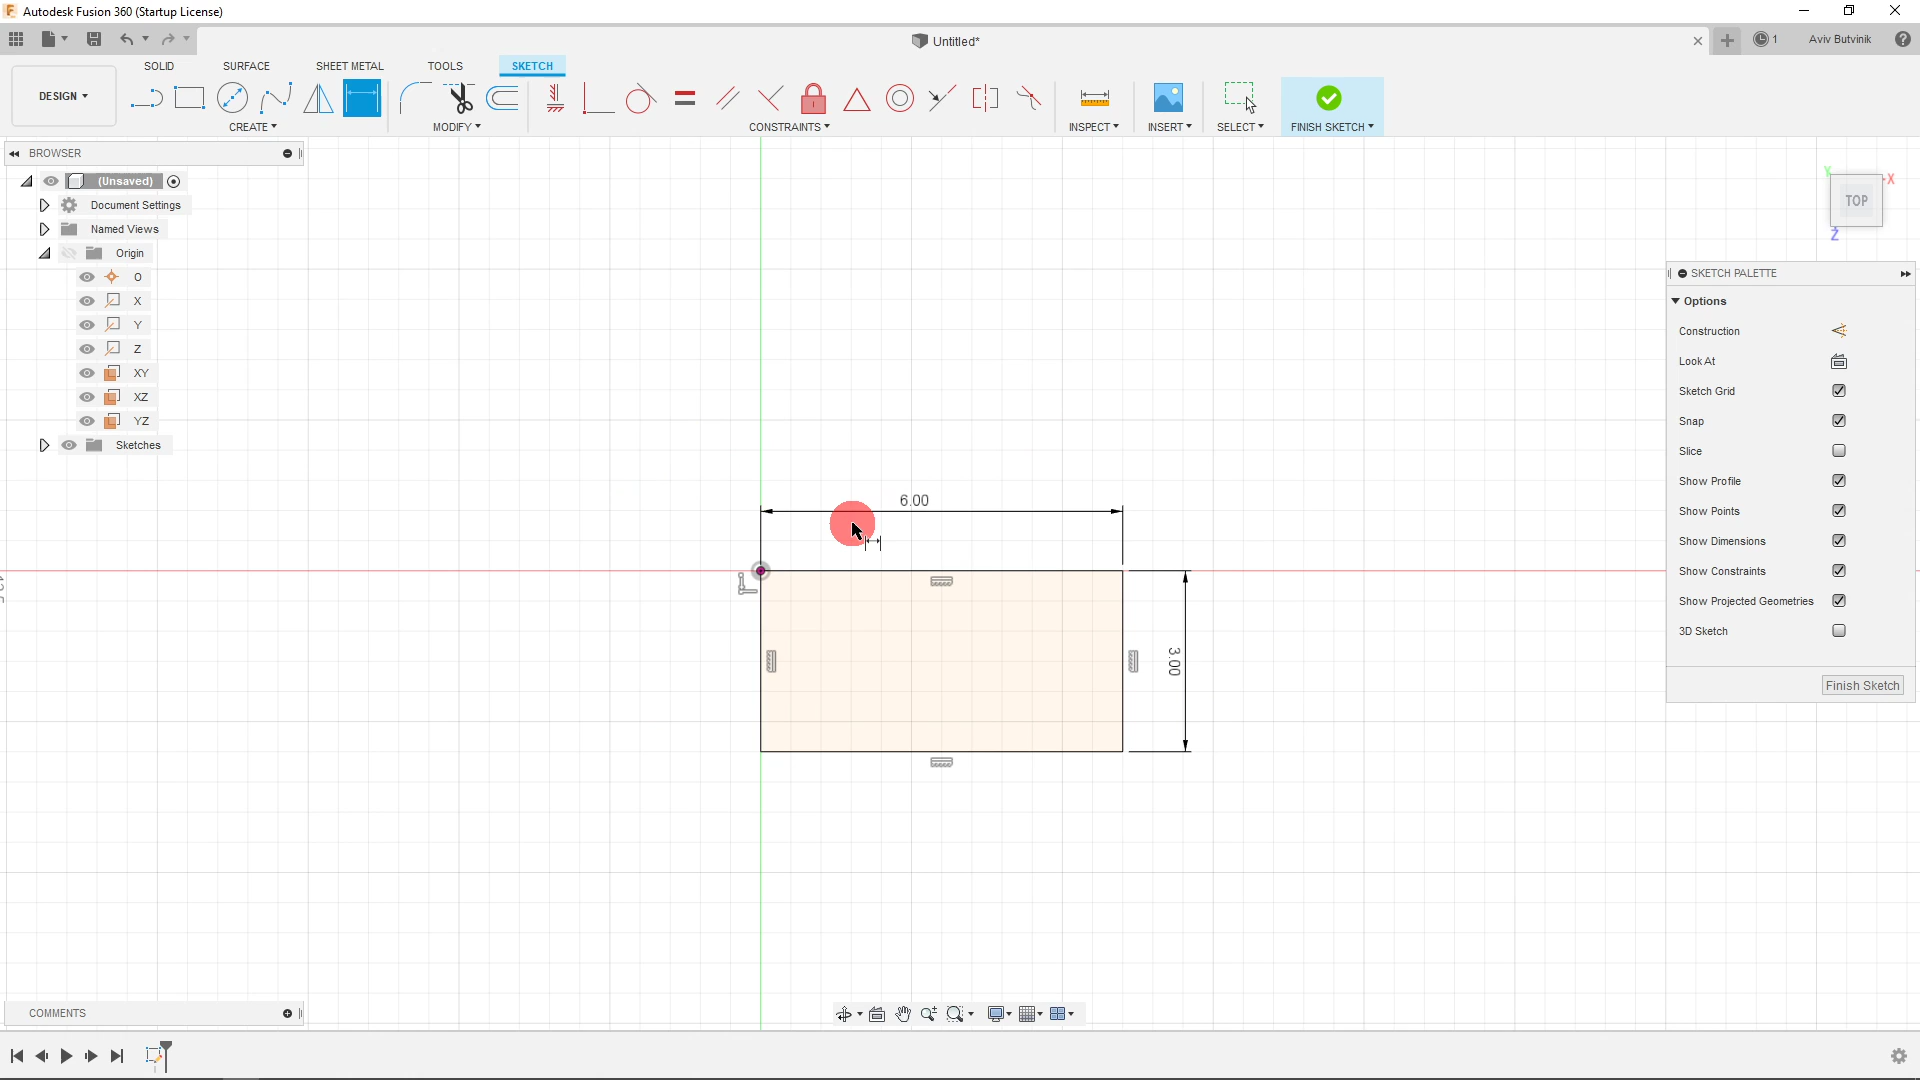 Autodesk Fusion 360 (Startup License)
Untitled*
1
Aviv Butvinik
SOLID
SURFACE
SHEET METAL
TOOLS
SKETCH
DESIGN
CREATE
MODIFY
CONSTRAINTS
INSPECT
INSERT
SELECT
FINISH SKETCH
BROWSER
(Unsaved)
Document Settings
Named Views
Origin
O
X
Y
Z
XY
XZ
YZ
Sketches
Y
X
TOP
Z
SKETCH PALETTE
Options
Construction
Look At
Sketch Grid
Snap
Slice
Show Profile
Show Points
Show Dimensions
Show Constraints
Show Projected Geometries
3D Sketch
Finish Sketch
6.00
3.00
COMMENTS